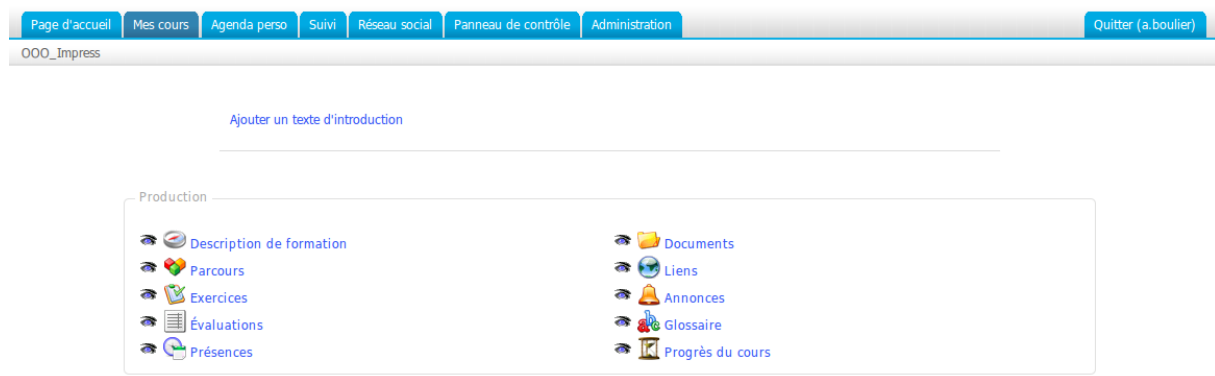 Page d'accueil Mes cours Agenda perso Suivi Réseau social Panneau de contrôle Administration Quitter (a.boulier)
OOO_Impress
Ajouter un texte d'introduction
Production
Description de formation Documents
Parcours Liens
Exercices Annonces
Évaluations Glossaire
Présences Progrès du cours